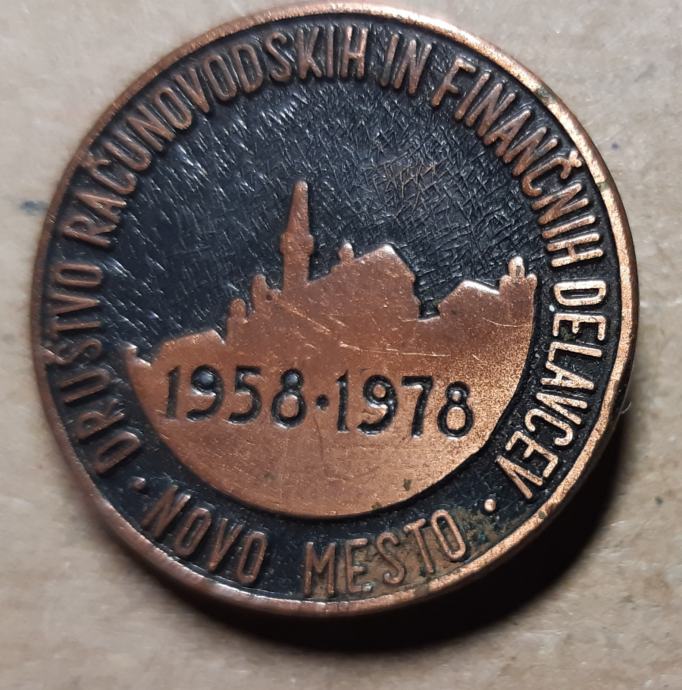 DRUŠTVO RAČUNOVODSKIH IN FINANČNIH DELAVCEV
1958·1978
· NOVO MESTO ·